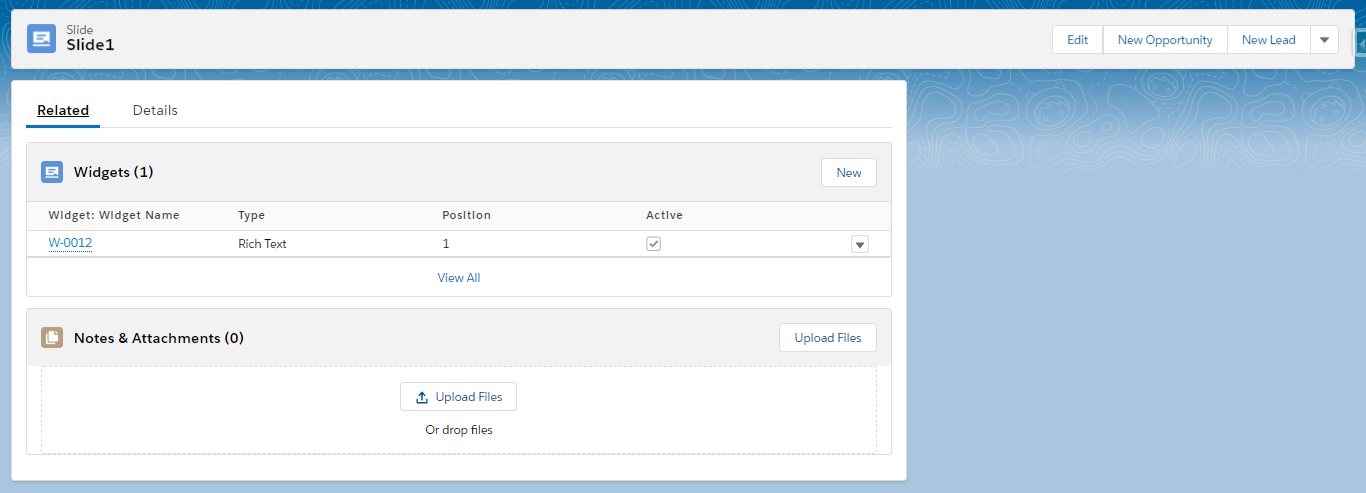 Slide
Slide1
Edit New Opportunity New Lead
Related Details
Widgets (1) New
Widget: Widget Name Type Position Active
W-0012 Rich Text 1
View All
Notes & Attachments (0) Upload Files
Upload Files
Or drop files